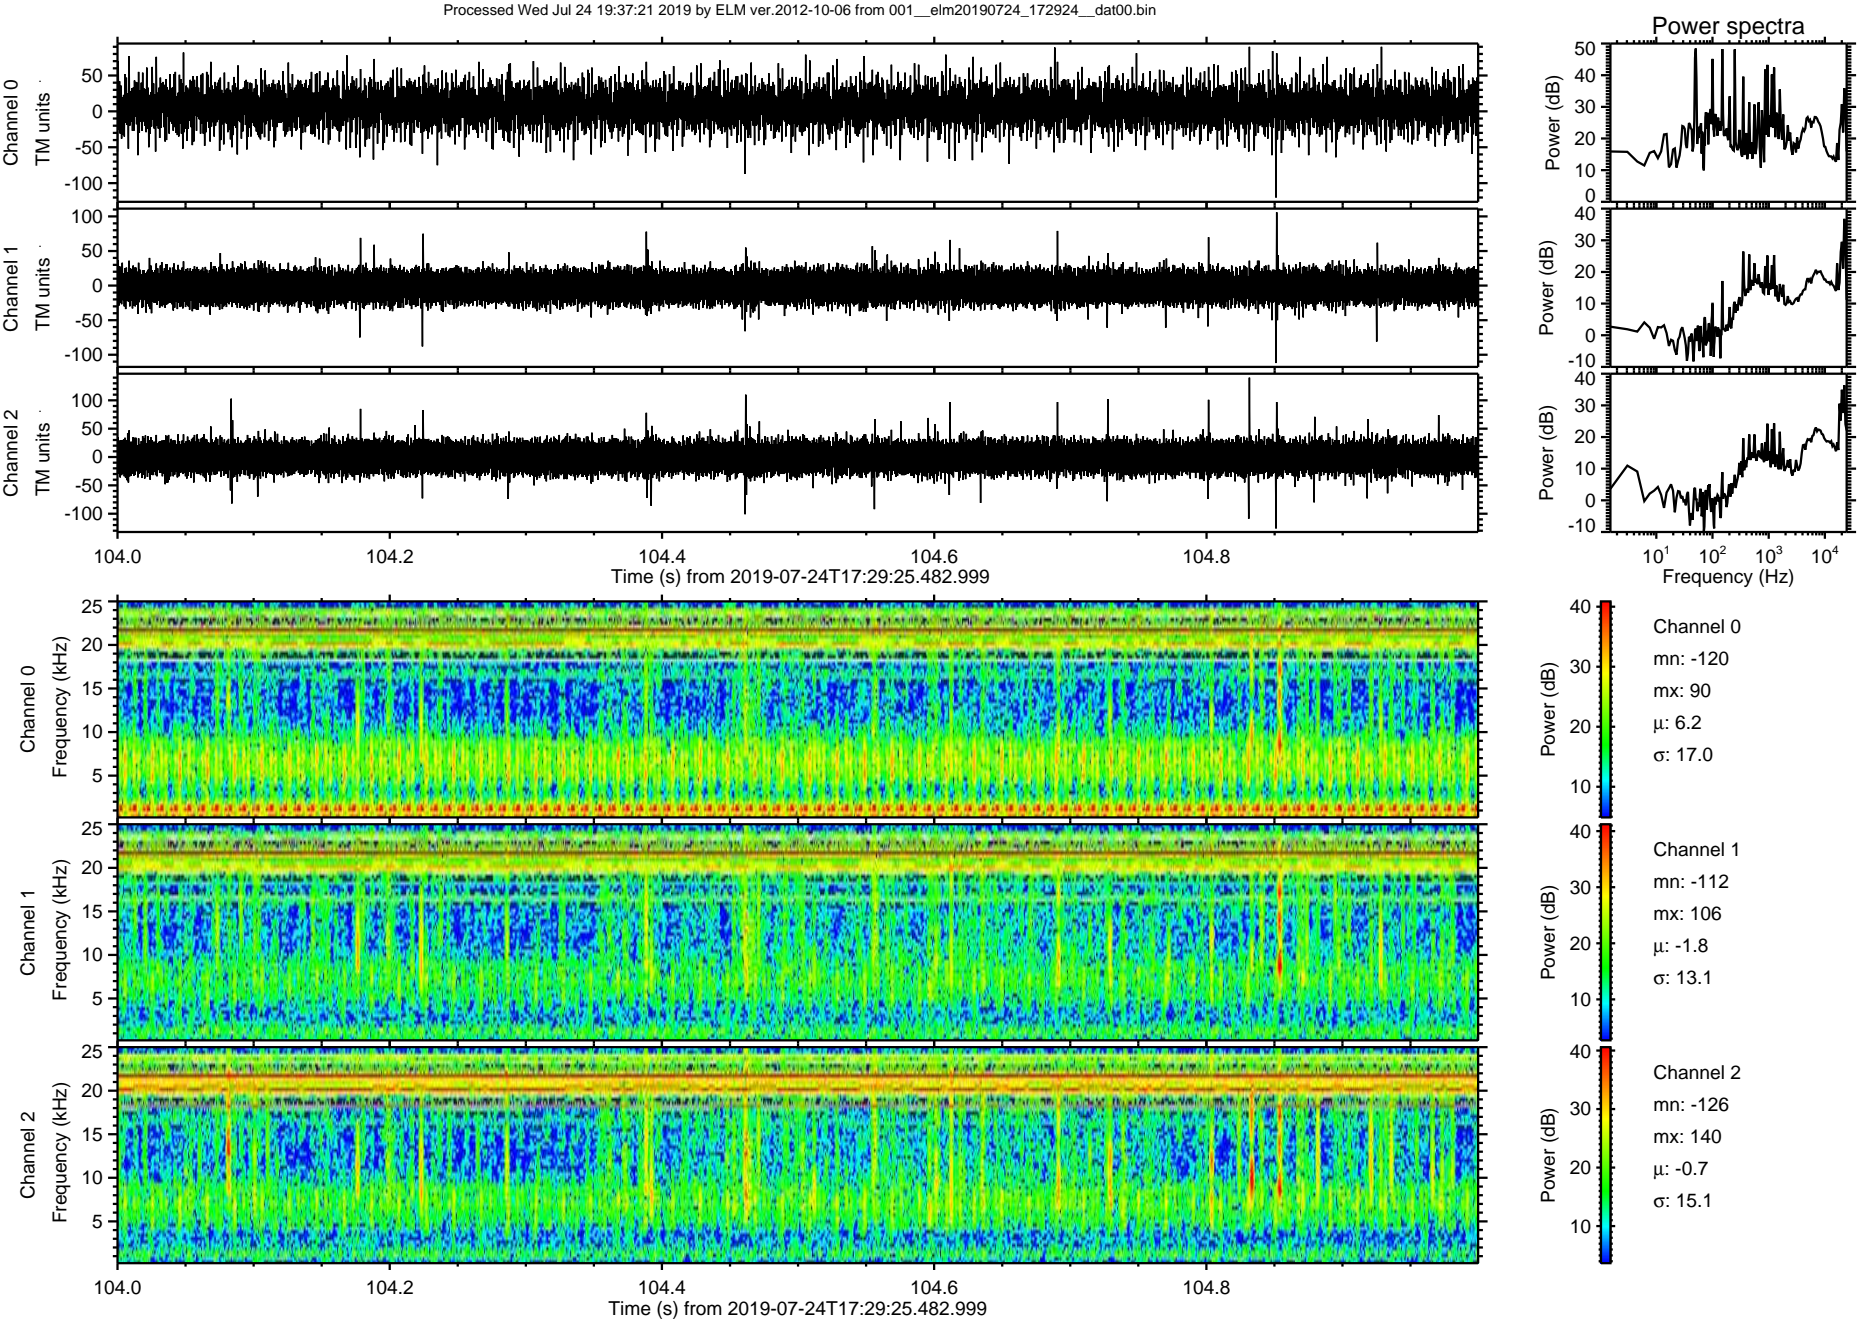 Processed Wed Jul 24 19:37:21 2019 by ELM ver.2012-10-06 from 001__elm20190724_172924__dat00.bin
Power spectra
Channel 0
TM units
50
0
-50
-100
Power (dB)
50
40
30
20
10
0
Channel 1
TM units
100
50
0
-50
-100
Power (dB)
40
30
20
10
0
-10
Channel 2
TM units
100
50
0
-50
-100
Power (dB)
40
30
20
10
0
-10
104.0 104.2 104.4 104.6 104.8
Time (s) from 2019-07-24T17:29:25.482.999
10¹ 10² 10³ 10⁴
Frequency (Hz)
Channel 0
Frequency (kHz)
25
20
15
10
5
Power (dB)
40
30
20
10
Channel 0
mn: -120
mx: 90
μ: 6.2
σ: 17.0
Channel 1
Frequency (kHz)
25
20
15
10
5
Power (dB)
40
30
20
10
Channel 1
mn: -112
mx: 106
μ: -1.8
σ: 13.1
Channel 2
Frequency (kHz)
25
20
15
10
5
Power (dB)
40
30
20
10
Channel 2
mn: -126
mx: 140
μ: -0.7
σ: 15.1
104.0 104.2 104.4 104.6 104.8
Time (s) from 2019-07-24T17:29:25.482.999